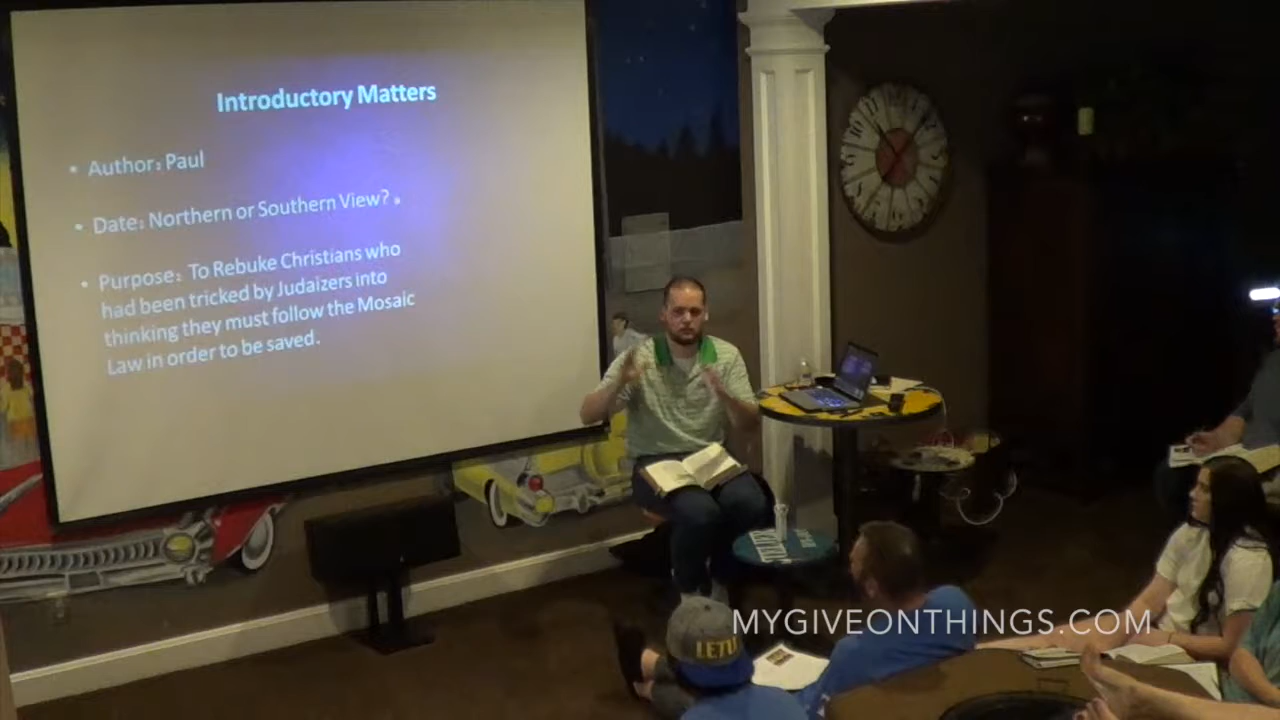 Introductory Matters
• Author: Paul
• Date: Northern or Southern View?
• Purpose: To Rebuke Christians who
had been tricked by Judaizers into
thinking they must follow the Mosaic
Law in order to be saved.
MYGIVEONTHINGS.COM